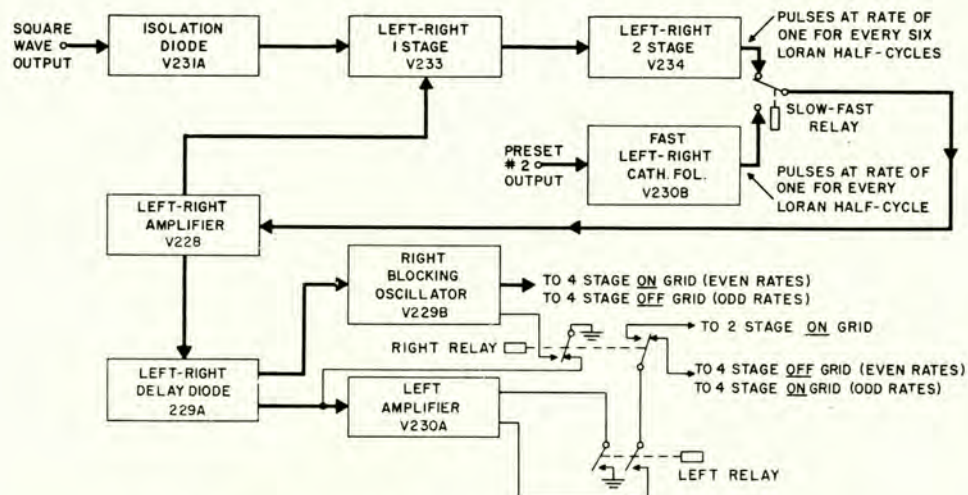 SQUARE
WAVE
OUTPUT
ISOLATION
DIODE
V231A
LEFT-RIGHT
1 STAGE
V233
LEFT-RIGHT
2 STAGE
V234
PULSES AT RATE OF
ONE FOR EVERY SIX
LORAN HALF-CYCLES
SLOW-FAST
RELAY
PRESET
#2
OUTPUT
FAST
LEFT-RIGHT
CATH. FOL.
V230B
PULSES AT RATE OF
ONE FOR EVERY
LORAN HALF-CYCLE
LEFT-RIGHT
AMPLIFIER
V228
RIGHT
BLOCKING
OSCILLATOR
V229B
TO 4 STAGE ON GRID (EVEN RATES)
TO 4 STAGE OFF GRID (ODD RATES)
RIGHT RELAY
TO 2 STAGE ON GRID
TO 4 STAGE OFF GRID (EVEN RATES)
TO 4 STAGE ON GRID (ODD RATES)
LEFT-RIGHT
DELAY DIODE
229A
LEFT
AMPLIFIER
V230A
LEFT RELAY